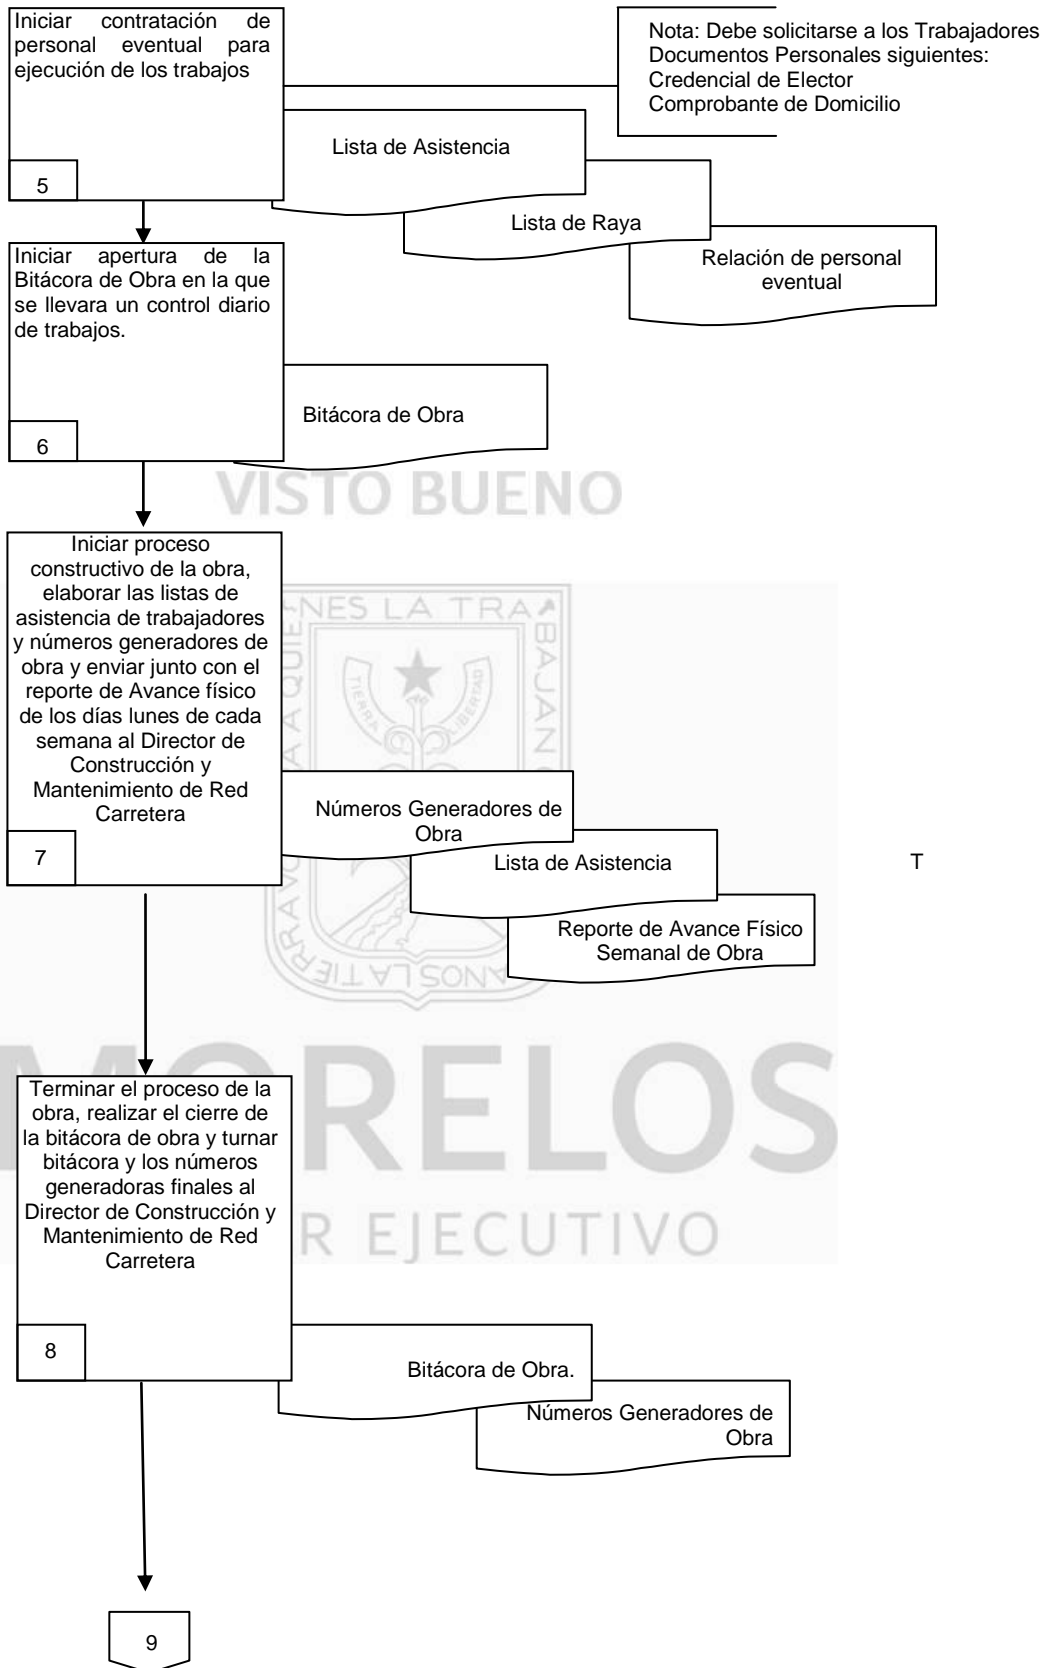 Iniciar contratación de
personal eventual para
ejecución de los trabajos
5
Nota: Debe solicitarse a los Trabajadores
Documentos Personales siguientes:
Credencial de Elector
Comprobante de Domicilio
Lista de Asistencia
Lista de Raya
Relación de personal
eventual
Iniciar apertura de la
Bitácora de Obra en la que
se llevara un control diario
de trabajos.
6
Bitácora de Obra
VISTO BUENO
Iniciar proceso
constructivo de la obra,
elaborar las listas de
asistencia de trabajadores
y números generadores de
obra y enviar junto con el
reporte de Avance físico
de los días lunes de cada
semana al Director de
Construcción y
Mantenimiento de Red
Carretera
7
Números Generadores de
Obra
Lista de Asistencia
Reporte de Avance Físico
Semanal de Obra
T
TIERRA
LIBERTAD
MORELOS
R EJECUTIVO
Terminar el proceso de la
obra, realizar el cierre de
la bitácora de obra y turnar
bitácora y los números
generadoras finales al
Director de Construcción y
Mantenimiento de Red
Carretera
8
Bitácora de Obra.
Números Generadores de
Obra
9